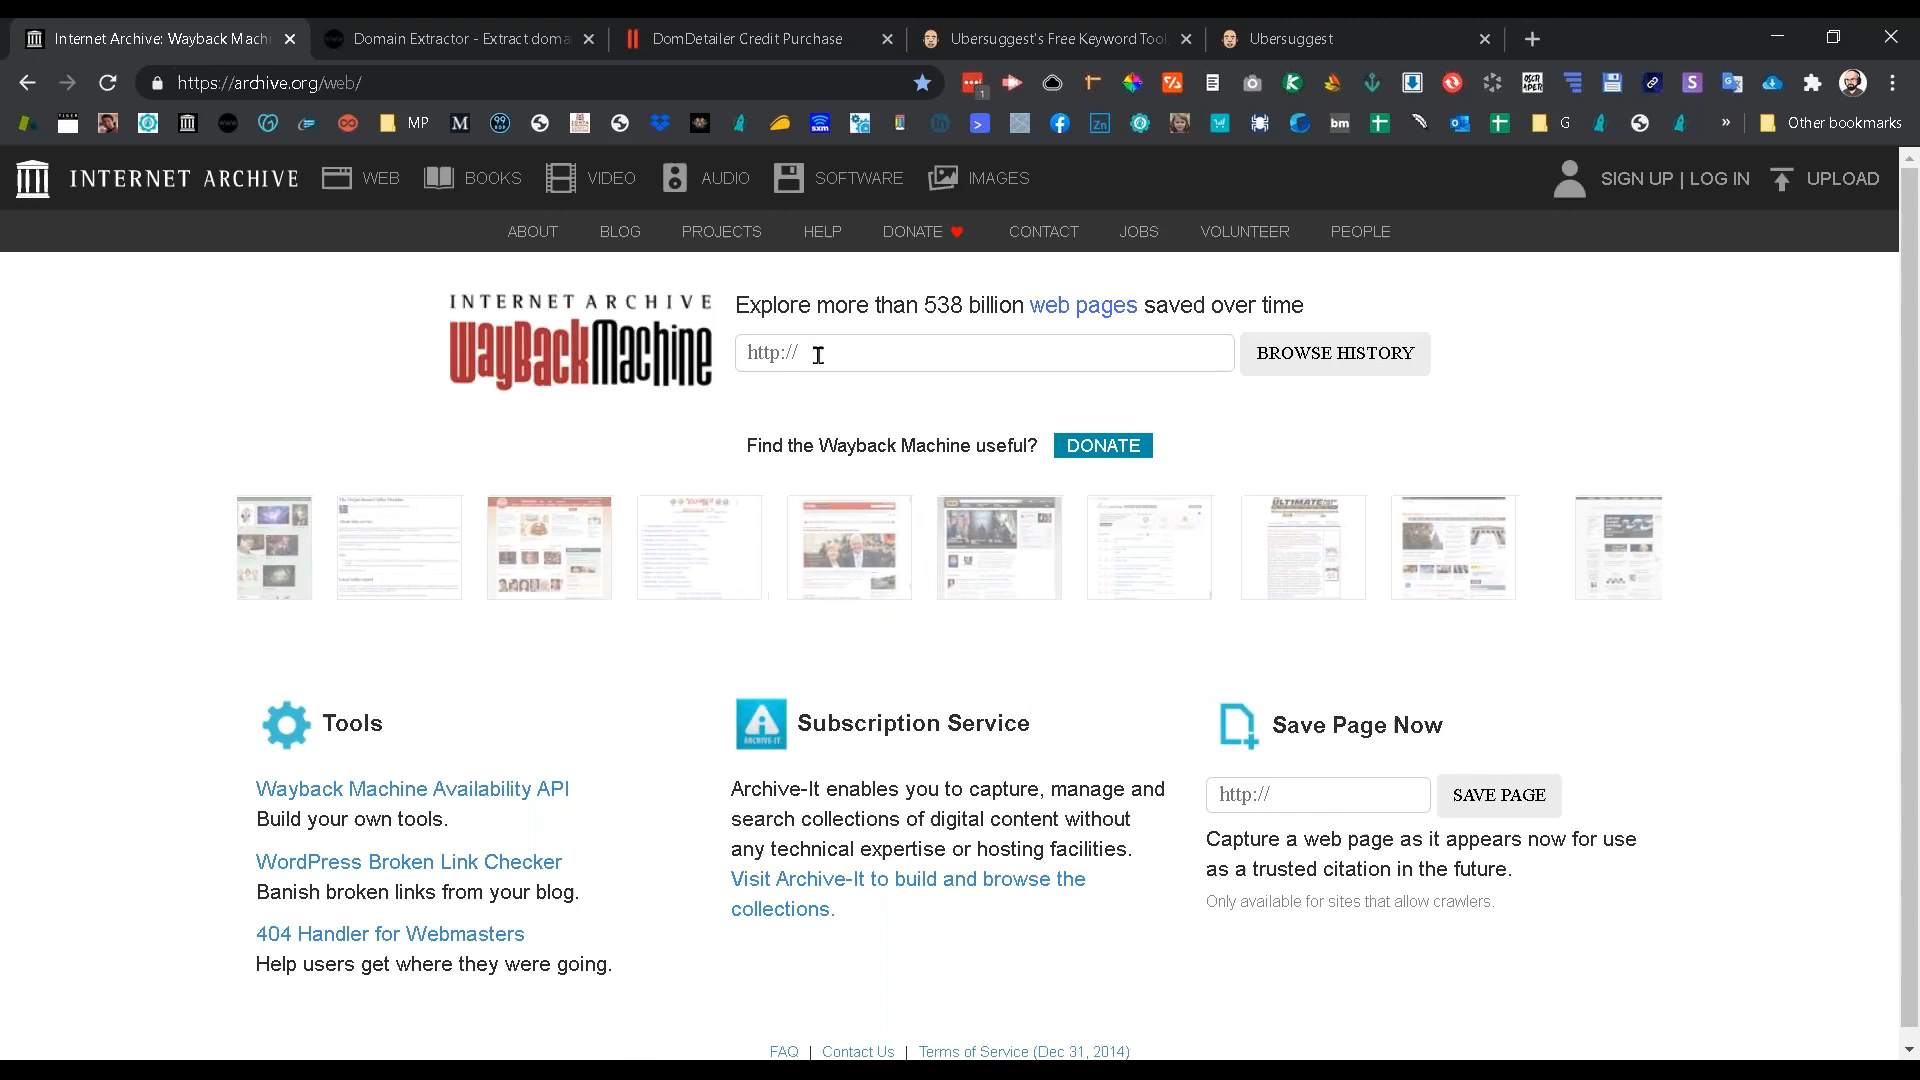 Internet Archive: Wayback Mach
Domain Extractor - Extract doma
DomDetailer Credit Purchase
Ubersuggest's Free Keyword Tool
Ubersuggest
https://archive.org/web/
1
MP
G
»
Other bookmarks
INTERNET ARCHIVE
WEB
BOOKS
VIDEO
AUDIO
SOFTWARE
IMAGES
SIGN UP | LOG IN
UPLOAD
ABOUT
BLOG
PROJECTS
HELP
DONATE
CONTACT
JOBS
VOLUNTEER
PEOPLE
INTERNET ARCHIVE
WayBackMachine
Explore more than 538 billion web pages saved over time
http://
BROWSE HISTORY
Find the Wayback Machine useful?
DONATE
Tools
Wayback Machine Availability API
Build your own tools.
WordPress Broken Link Checker
Banish broken links from your blog.
404 Handler for Webmasters
Help users get where they were going.
ARCHIVE-IT
Subscription Service
Archive-It enables you to capture, manage and
search collections of digital content without
any technical expertise or hosting facilities.
Visit Archive-It to build and browse the
collections.
Save Page Now
http://
SAVE PAGE
Capture a web page as it appears now for use
as a trusted citation in the future.
Only available for sites that allow crawlers.
FAQ | Contact Us | Terms of Service (Dec 31, 2014)